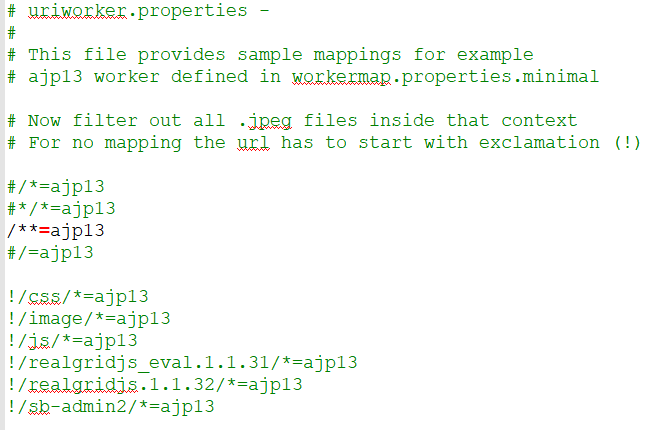 # uriworker.properties -
#
# This file provides sample mappings for example
# ajp13 worker defined in workermap.properties.minimal
# Now filter out all .jpeg files inside that context
# For no mapping the url has to start with exclamation (!)
#/*=ajp13
#*/*=ajp13
/**=ajp13
#/=ajp13
!/css/*=ajp13
!/image/*=ajp13
!/js/*=ajp13
!/realgridjs_eval.1.1.31/*=ajp13
!/realgridjs.1.1.32/*=ajp13
!/sb-admin2/*=ajp13